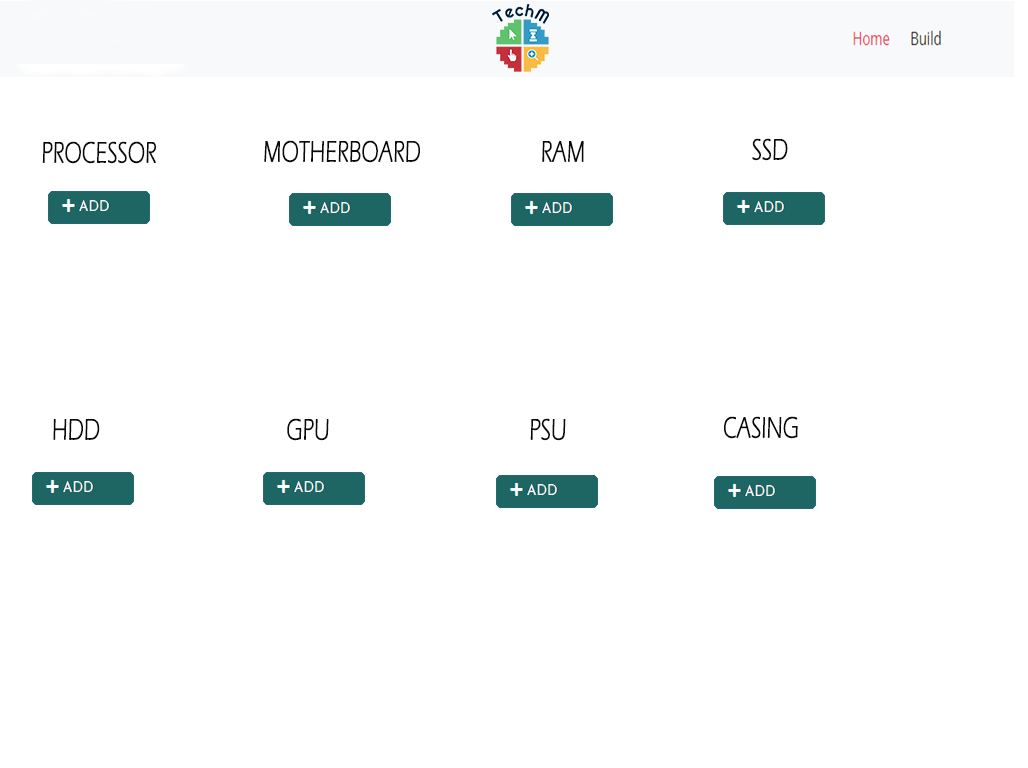 TechM
Home Build
PROCESSOR MOTHERBOARD RAM SSD
ADD ADD ADD ADD
HDD GPU PSU CASING
ADD ADD ADD ADD